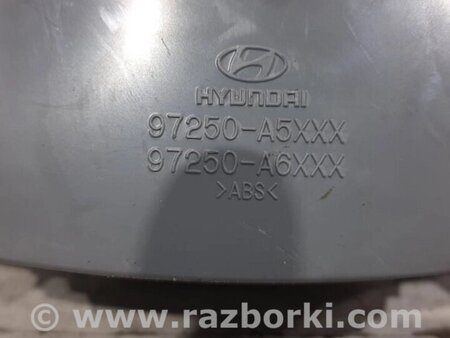 HYUNDAI
97250-A5XXX
97250-A6XXX
>ABS<
© www.razborki.com